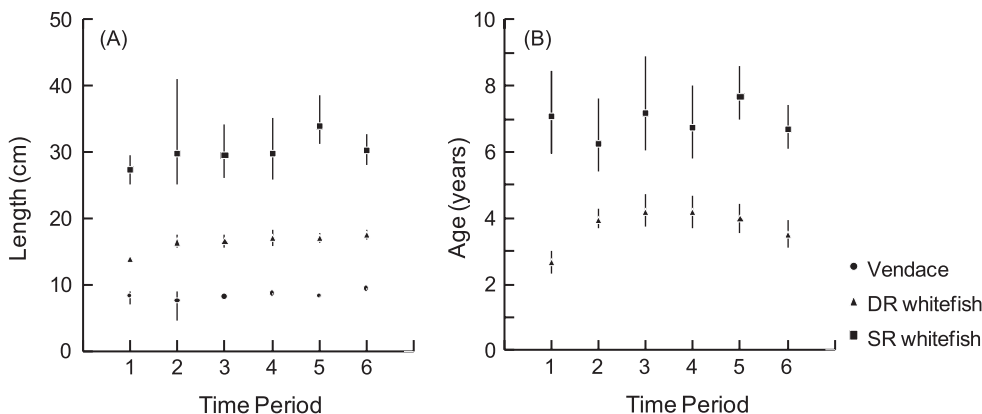 (A)
Length (cm)
50
40
30
20
10
0
1 2 3 4 5 6
Time Period
(B)
Age (years)
10
8
6
4
2
0
1 2 3 4 5 6
Time Period
Vendace
DR whitefish
SR whitefish